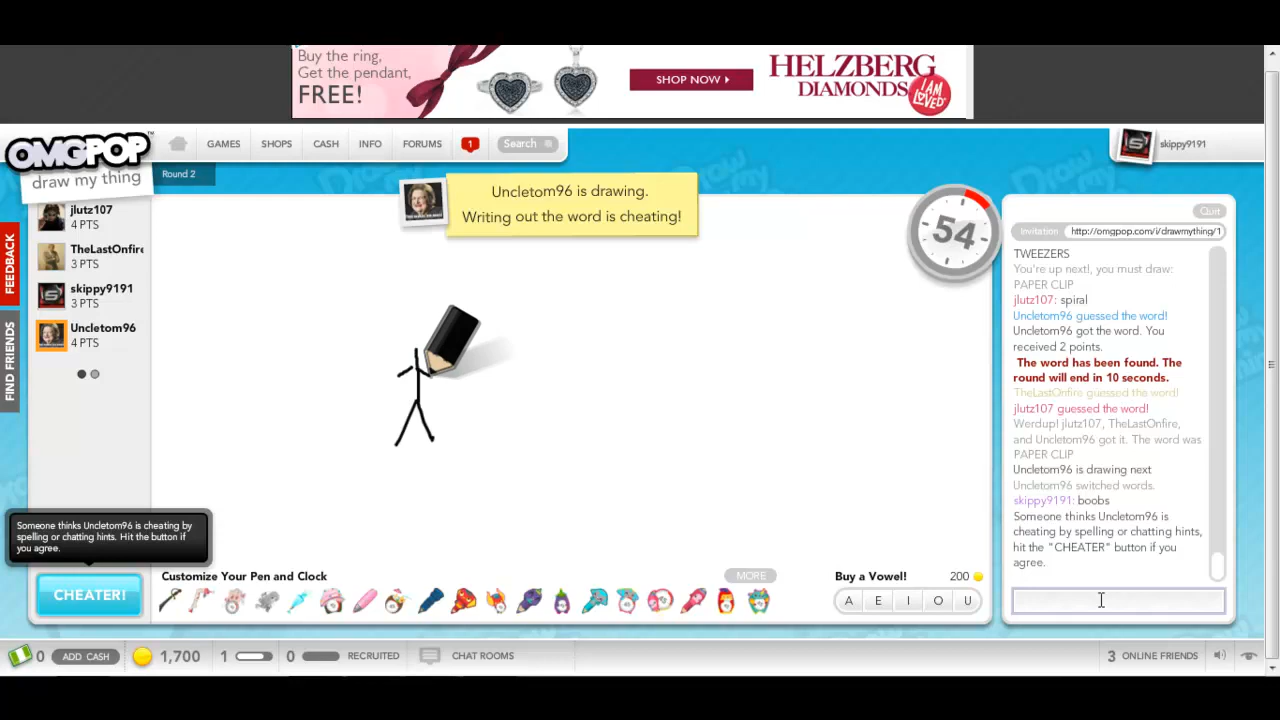 Buy the ring,
Get the pendant,
FREE!
SHOP NOW
HELZBERG
DIAMONDS
I AM
LOVED
OMGPOP
draw my thing
GAMES
SHOPS
CASH
INFO
FORUMS
1
Search
skippy9191
Round 2
FEEDBACK
FIND FRIENDS
jlutz107
4 PTS
TheLastOnfire
3 PTS
skippy9191
3 PTS
Uncletom96
4 PTS
Uncletom96 is drawing.
Writing out the word is cheating!
54
Quit
Invitation
http://omgpop.com/i/drawmything/1
TWEEZERS
You're up next!, you must draw:
PAPER CLIP
jlutz107: spiral
Uncletom96 guessed the word!
Uncletom96 got the word. You
received 2 points.
The word has been found. The
round will end in 10 seconds.
TheLastOnfire guessed the word!
jlutz107 guessed the word!
Werdup! jlutz107, TheLastOnfire,
and Uncletom96 got it. The word was
PAPER CLIP
Uncletom96 is drawing next
Uncletom96 switched words.
skippy9191: boobs
Someone thinks Uncletom96 is
cheating by spelling or chatting hints,
hit the "CHEATER" button if you
agree.
Someone thinks Uncletom96 is cheating by
spelling or chatting hints. Hit the button if
you agree.
CHEATER!
Customize Your Pen and Clock
MORE
Buy a Vowel!
200
A E I O U
0
ADD CASH
1,700
1
0
RECRUITED
CHAT ROOMS
3 ONLINE FRIENDS